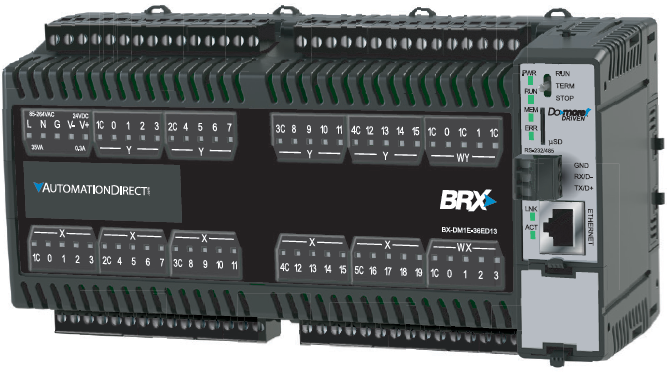 85-264VAC 24VDC
L N G V- V+
35VA 0.3A
1C 0 1 2 3
Y
2C 4 5 6 7
Y
3C 8 9 10 11
Y
4C 12 13 14 15
Y
1C 0 1C 1 1C
WY
AUTOMATIONDIRECT
BRX
BX-DM1E-36ED13
X
1C 0 1 2 3
X
2C 4 5 6 7
X
3C 8 9 10 11
X
4C 12 13 14 15
X
5C 16 17 18 19
WX
1C 0 1 2 3
PWR
RUN
MEM
ERR
RUN
TERM
STOP
Do-more!
DRIVEN
µSD
RS-232/485
GND
RX/D-
TX/D+
LNK
ACT
ETHERNET